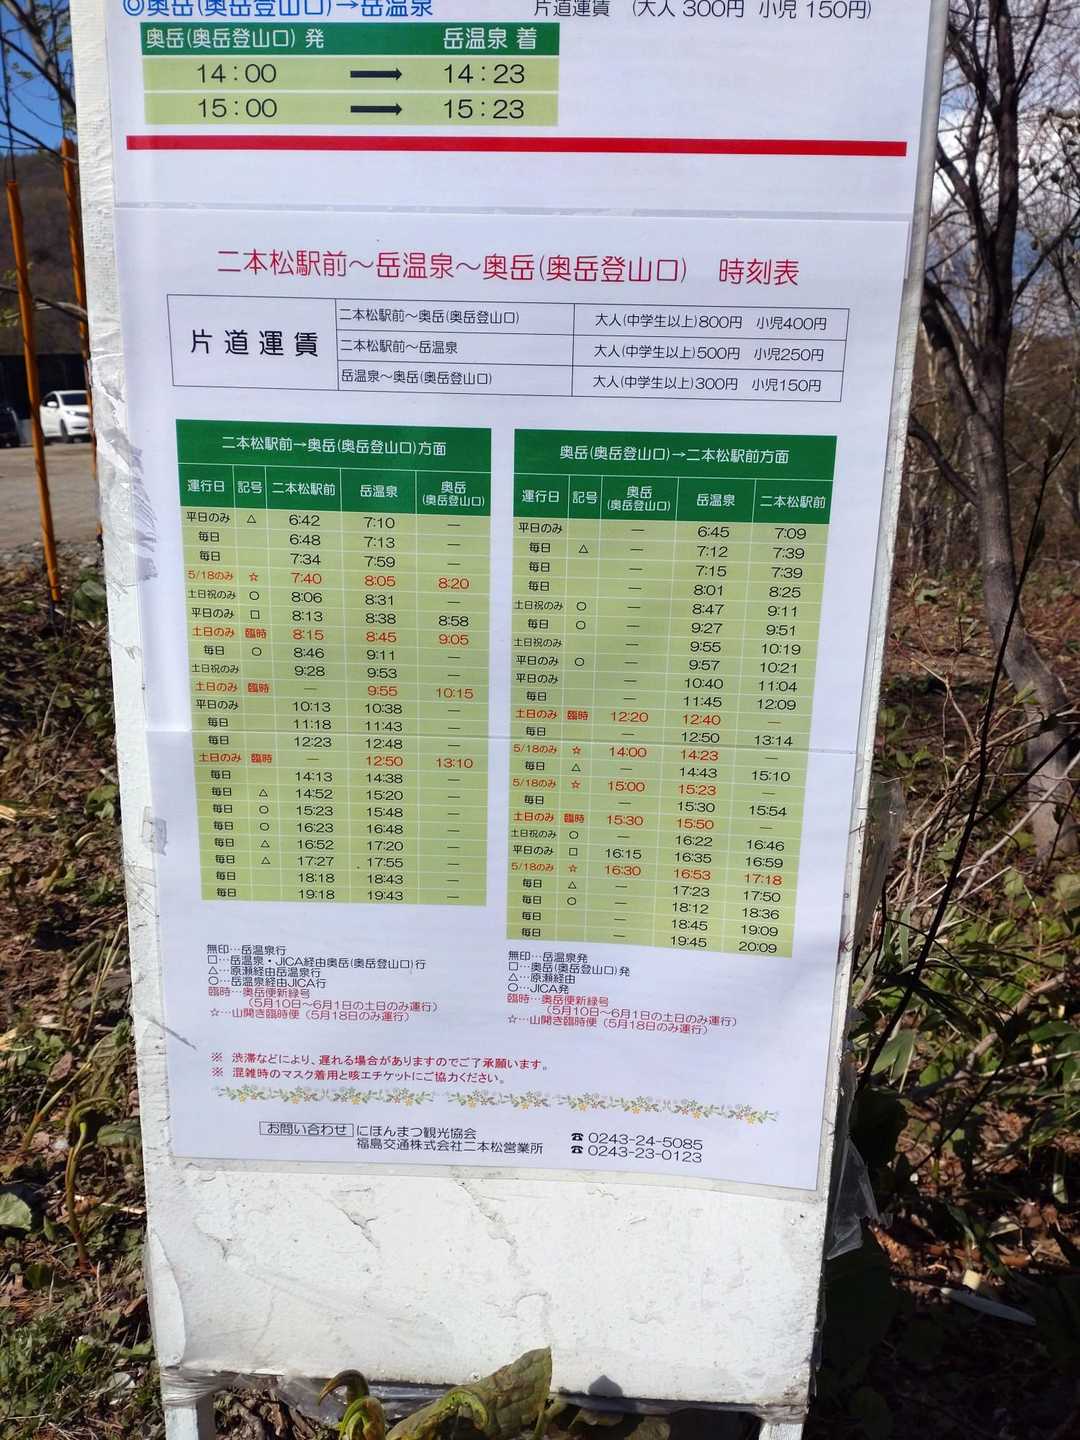 ◎奥岳(奥岳登山口)→岳温泉 片道運賃 (大人 300円 小児 150円)
奥岳(奥岳登山口) 発 岳温泉 着
14:00 → 14:23
15:00 → 15:23
二本松駅前～岳温泉～奥岳(奥岳登山口) 時刻表
片道運賃
二本松駅前～奥岳(奥岳登山口) 大人(中学生以上)800円 小児400円
二本松駅前～岳温泉 大人(中学生以上)500円 小児250円
岳温泉～奥岳(奥岳登山口) 大人(中学生以上)300円 小児150円
二本松駅前→奥岳(奥岳登山口)方面
運行日 記号 二本松駅前 岳温泉 奥岳(奥岳登山口)
平日のみ △ 6:42 7:10 ―
毎日 6:48 7:13 ―
毎日 7:34 7:59 ―
5/18のみ ☆ 7:40 8:05 8:20
土日祝のみ ○ 8:06 8:31 ―
平日のみ □ 8:13 8:38 8:58
土日のみ 臨時 8:15 8:45 9:05
毎日 ○ 8:46 9:11 ―
土日祝のみ 9:28 9:53 ―
土日のみ 臨時 ― 9:55 10:15
平日のみ 10:13 10:38 ―
毎日 11:18 11:43 ―
毎日 12:23 12:48 ―
土日のみ 臨時 ― 12:50 13:10
毎日 14:13 14:38 ―
毎日 △ 14:52 15:20 ―
毎日 ○ 15:23 15:48 ―
毎日 ○ 16:23 16:48 ―
毎日 △ 16:52 17:20 ―
毎日 △ 17:27 17:55 ―
毎日 18:18 18:43 ―
毎日 19:18 19:43 ―
無印…岳温泉行
□…岳温泉・JICA経由奥岳(奥岳登山口)行
△…原瀬経由岳温泉行
○…岳温泉経由JICA行
臨時…奥岳便新緑号
(5月10日～6月1日の土日のみ運行)
☆…山開き臨時便 (5月18日のみ運行)
奥岳(奥岳登山口)→二本松駅前方面
運行日 記号 奥岳(奥岳登山口) 岳温泉 二本松駅前
平日のみ ― 6:45 7:09
毎日 △ ― 7:12 7:39
毎日 ― 7:15 7:39
毎日 ― 8:01 8:25
土日祝のみ ○ ― 8:47 9:11
毎日 ○ ― 9:27 9:51
土日祝のみ ― 9:55 10:19
平日のみ ○ ― 9:57 10:21
平日のみ ― 10:40 11:04
毎日 ― 11:45 12:09
土日のみ 臨時 12:20 12:40 ―
毎日 ― 12:50 13:14
5/18のみ ☆ 14:00 14:23 ―
毎日 △ ― 14:43 15:10
5/18のみ ☆ 15:00 15:23 ―
毎日 ― 15:30 15:54
土日のみ 臨時 15:30 15:50 ―
土日祝のみ ○ ― 16:22 16:46
平日のみ □ 16:15 16:35 16:59
5/18のみ ☆ 16:30 16:53 17:18
毎日 △ ― 17:23 17:50
毎日 ○ ― 18:12 18:36
毎日 ― 18:45 19:09
毎日 ― 19:45 20:09
無印…岳温泉発
□…奥岳(奥岳登山口)発
△…原瀬経由
○…JICA発
臨時…奥岳便新緑号
(5月10日～6月1日の土日のみ運行)
☆…山開き臨時便 (5月18日のみ運行)
※ 渋滞などにより、遅れる場合がありますのでご了承願います。
※ 混雑時のマスク着用と咳エチケットにご協力ください。
お問い合わせ にほんまつ観光協会 ☎ 0243-24-5085
福島交通株式会社二本松営業所 ☎ 0243-23-0123